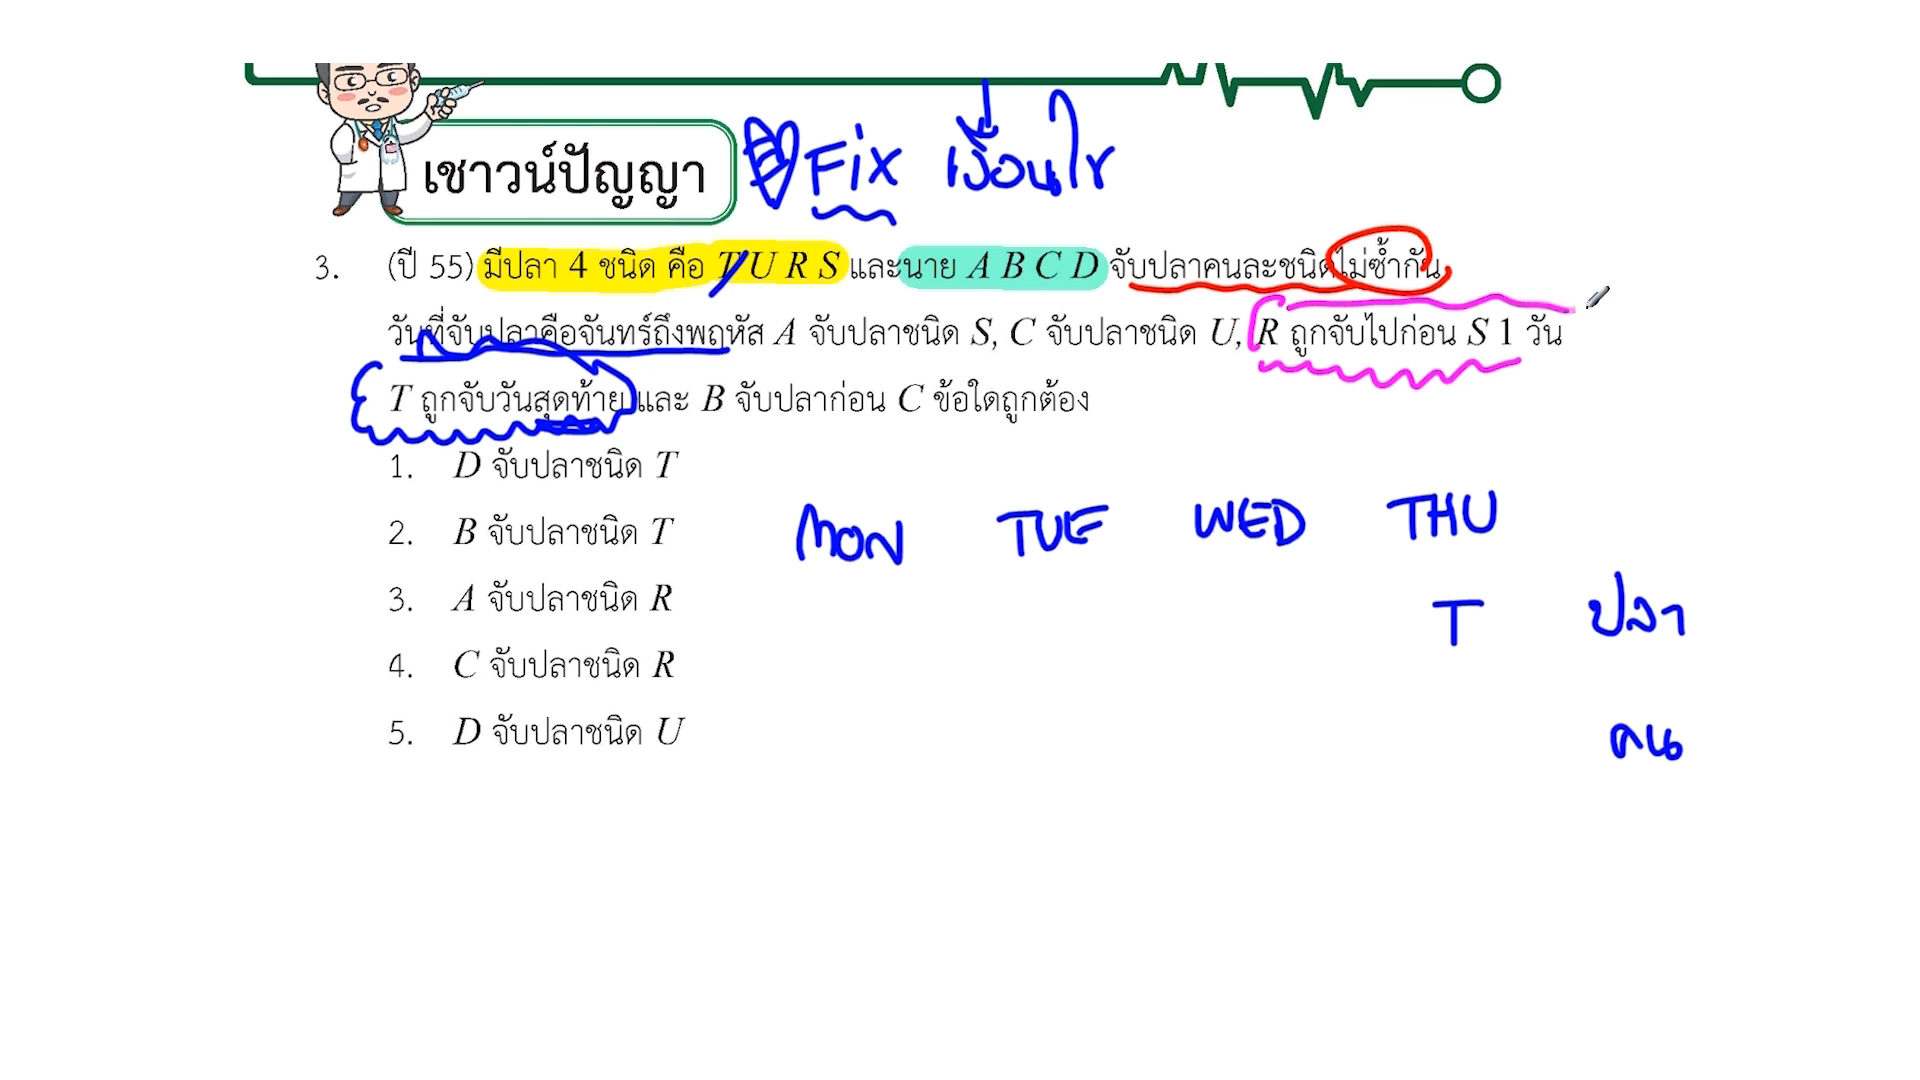 เชาวน์ปัญญา Fix เงื่อนไข
3. (ปี 55) มีปลา 4 ชนิด คือ T U R S และนาย A B C D จับปลาคนละชนิดไม่ซ้ำกัน
วันที่จับปลาคือจันทร์ถึงพฤหัส A จับปลาชนิด S, C จับปลาชนิด U, R ถูกจับไปก่อน S 1 วัน
T ถูกจับวันสุดท้าย และ B จับปลาก่อน C ข้อใดถูกต้อง
1. D จับปลาชนิด T
2. B จับปลาชนิด T
3. A จับปลาชนิด R
4. C จับปลาชนิด R
5. D จับปลาชนิด U
MON TUE WED THU
T ปลา
คน